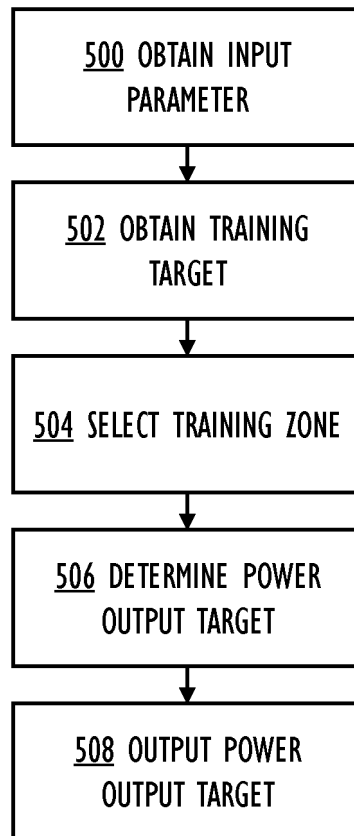 500 OBTAIN INPUT
PARAMETER
502 OBTAIN TRAINING
TARGET
504 SELECT TRAINING ZONE
506 DETERMINE POWER
OUTPUT TARGET
508 OUTPUT POWER
OUTPUT TARGET